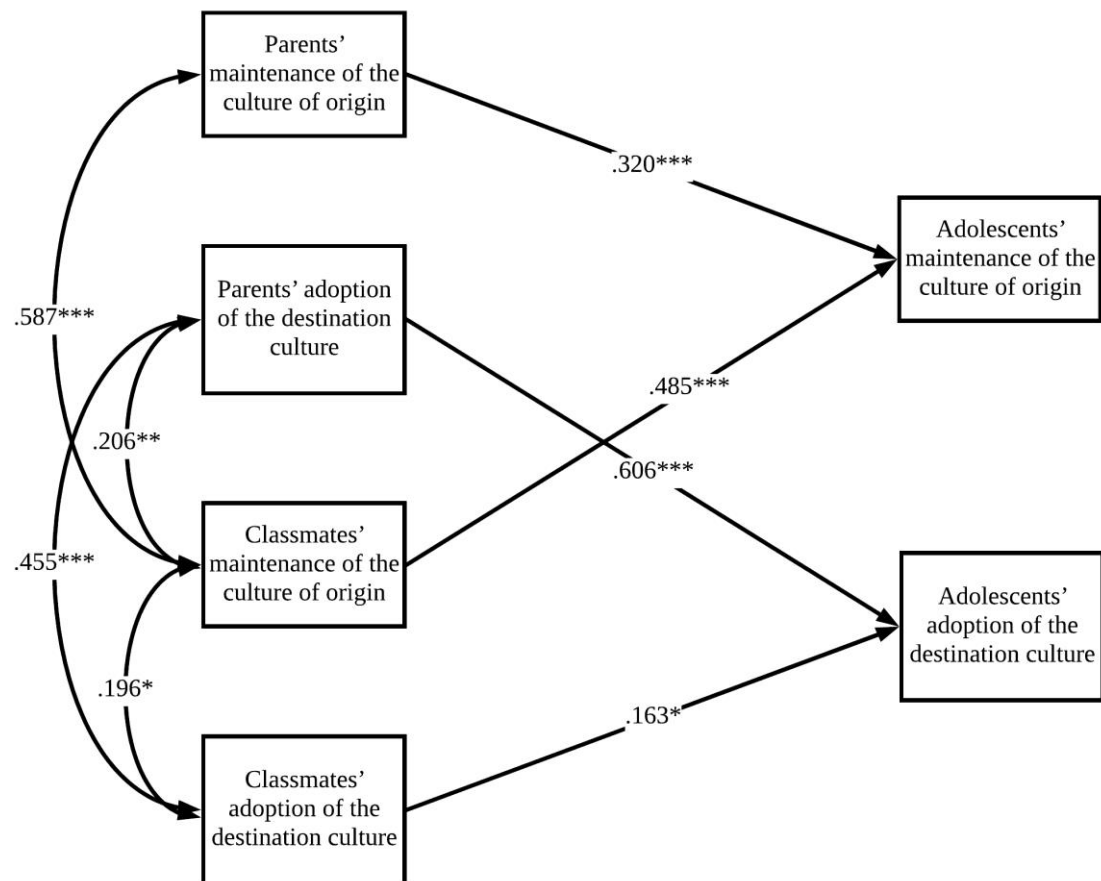 Parents’
maintenance of the
culture of origin
.320***
Adolescents’
maintenance of the
culture of origin
Parents’ adoption
of the destination
culture
.587***
.485***
.206**
.606***
Classmates’
maintenance of the
culture of origin
.455***
Adolescents’
adoption of the
destination culture
.196*
.163*
Classmates’
adoption of the
destination culture